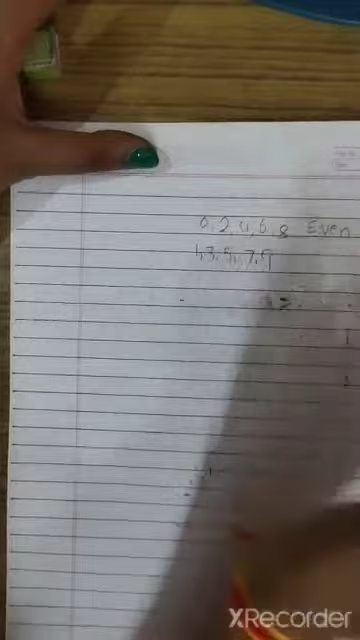 0, 2, 4, 6, 8 Even
1, 3, 5, 7, 9
XRecorder